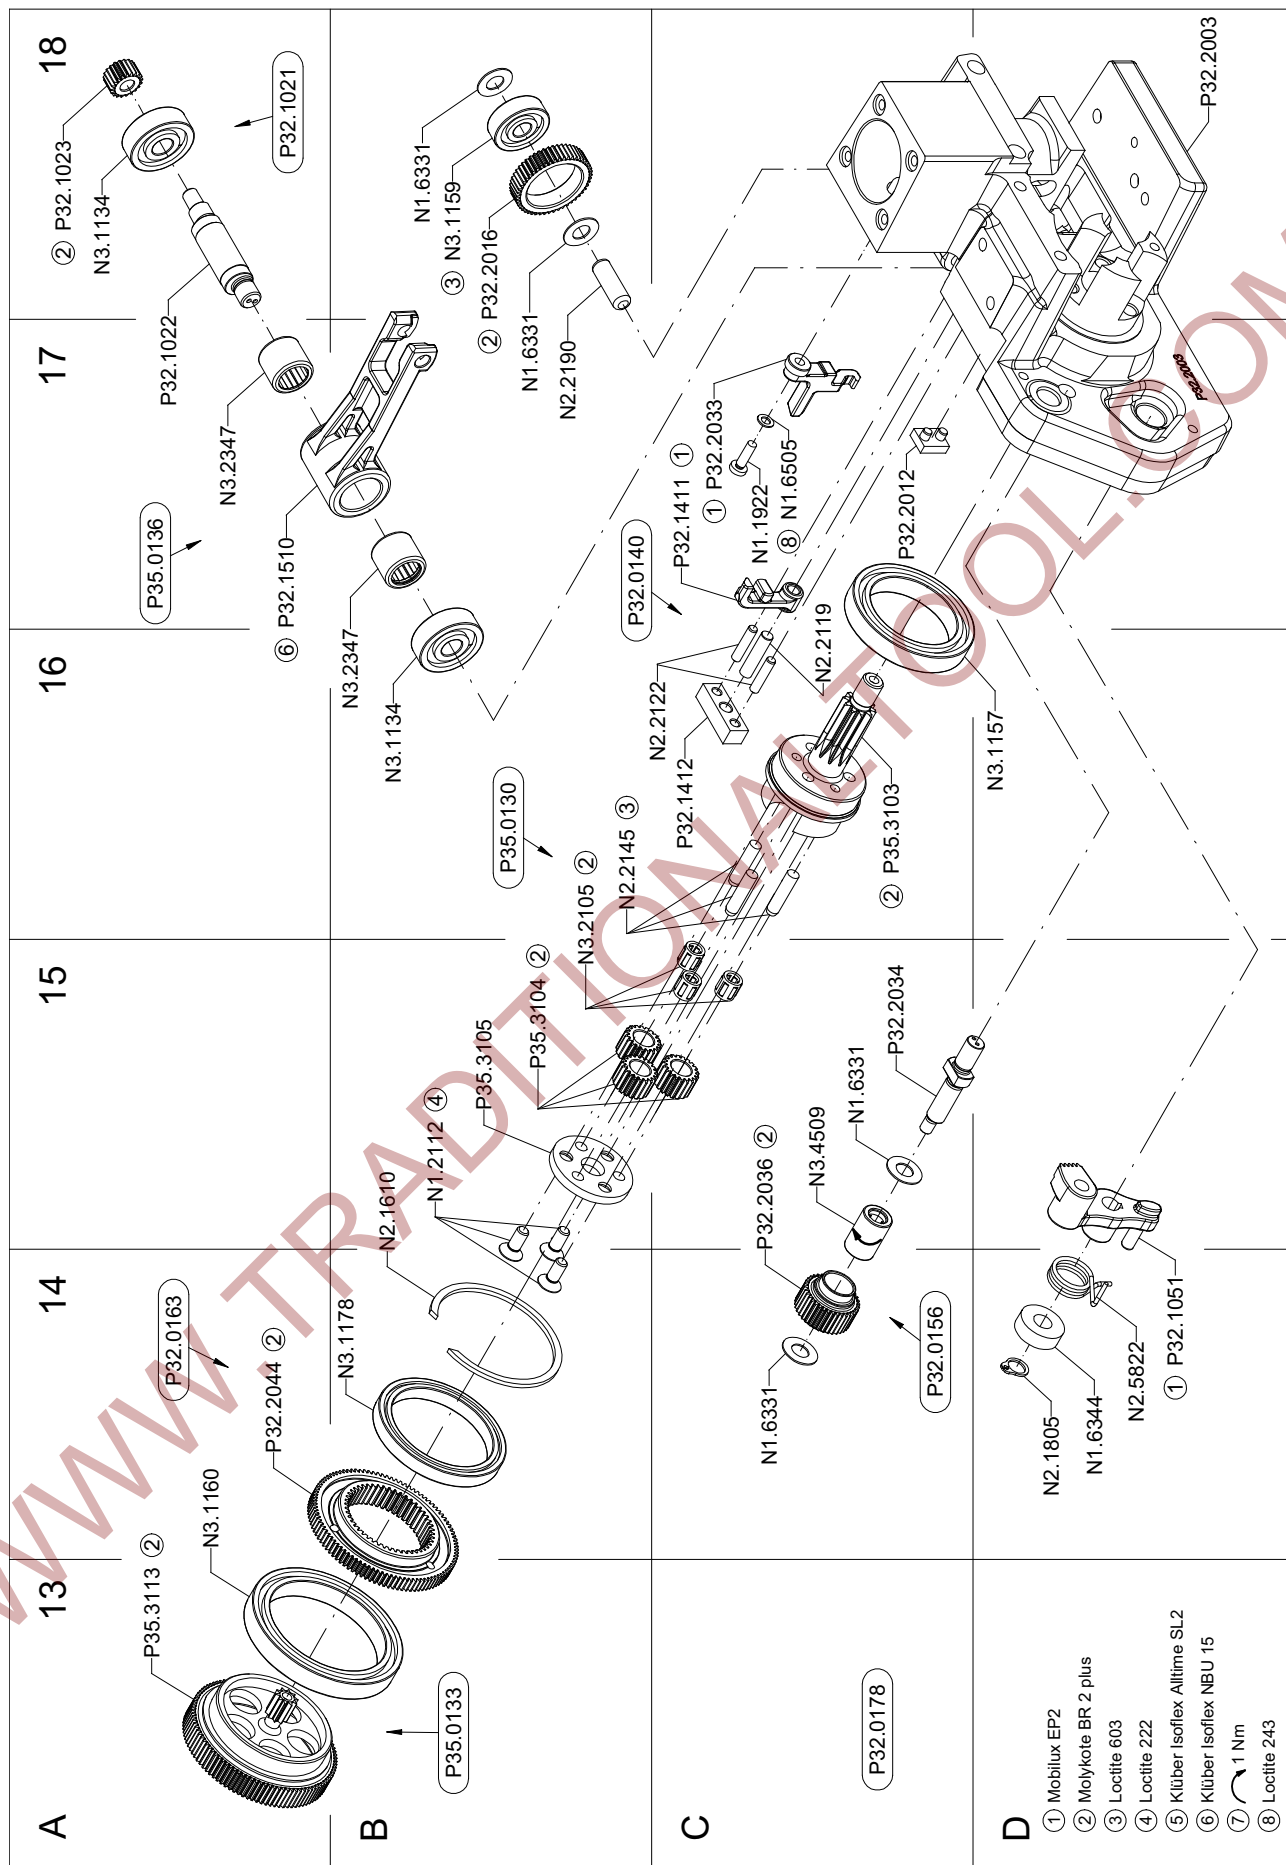 A
B
C
D
13
14
15
16
17
18
② P32.1023
N3.1134
P32.1021
P32.1022
N3.2347
P35.0136
⑥ P32.1510
N3.2347
N3.1134
N1.6331
③ N3.1159
② P32.2016
N1.6331
N2.2190
P32.2003
P32.2003
① P32.2033
P32.1411 ①
N1.1922
⑧ N1.6505
P32.2012
P32.0140
N2.2119
N2.2122
P32.1412
N3.1157
② P35.3103
P35.0130
N2.2145 ③
N3.2105 ②
P35.3104 ②
P35.3105
N1.2112 ④
N2.1610
N3.1178
P32.0163
P32.2044 ②
N3.1160
P35.3113 ②
P35.0133
P32.2034
N1.6331
N3.4509
P32.2036 ②
N1.6331
P32.0156
① P32.1051
N2.5822
N1.6344
N2.1805
P32.0178
① Mobilux EP2
② Molykote BR 2 plus
③ Loctite 603
④ Loctite 222
⑤ Klüber Isoflex Alltime SL2
⑥ Klüber Isoflex NBU 15
⑦ 1 Nm
⑧ Loctite 243
WWW.TRADITIONALTOOL.COM